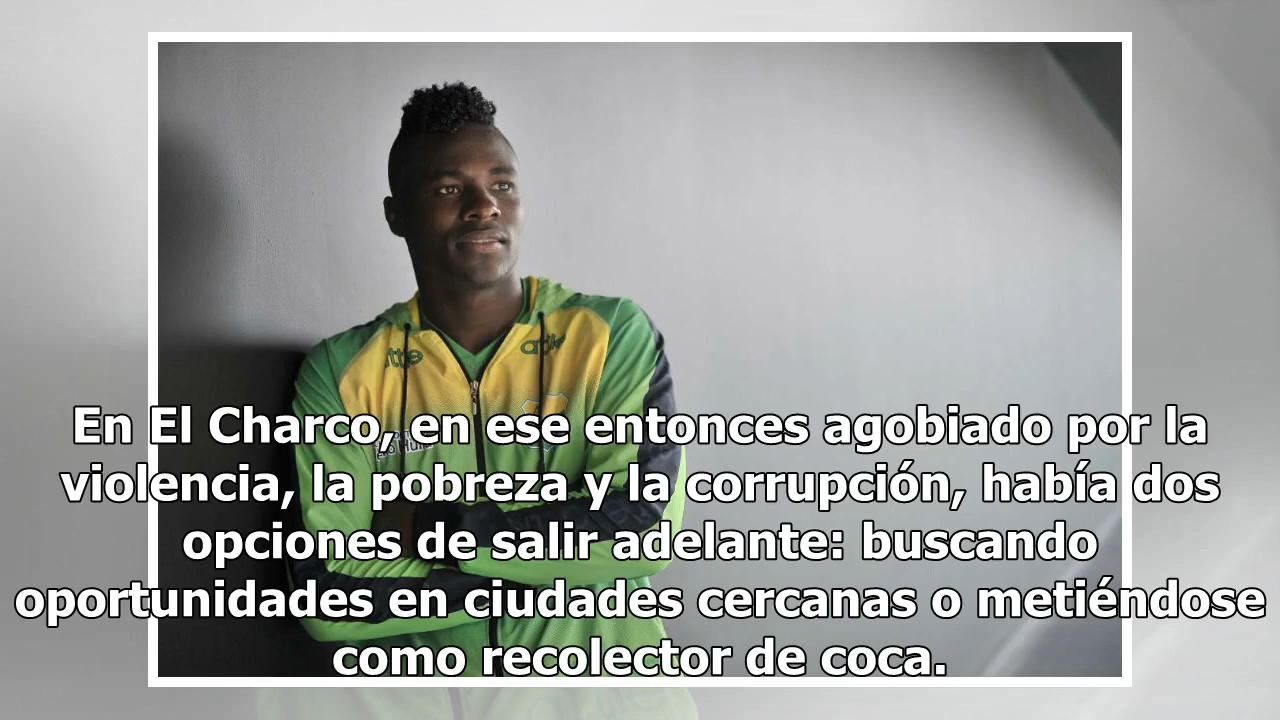 En El Charco, en ese entonces agobiado por la
violencia, la pobreza y la corrupción, había dos
opciones de salir adelante: buscando
oportunidades en ciudades cercanas o metiéndose
como recolector de coca.